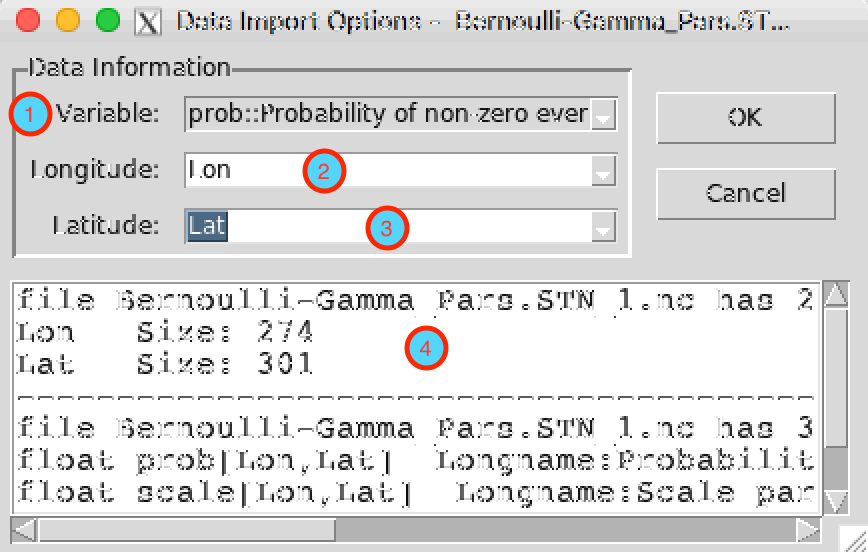 Data Import Options - Bernoulli-Gamma_Pars.ST...
Data Information
1 Variable: prob::Probability of non-zero ever
OK
Longitude: Lon 2
Cancel
Latitude: Lat 3
file Bernoulli-Gamma Pars.STN 1.nc has 2
Lon Size: 274
Lat Size: 301 4
----------------------------------------
file Bernoulli-Gamma Pars.STN 1.nc has 3
float prob[Lon,Lat] Longname:Probabilit
float scale[Lon,Lat] Longname:Scale par